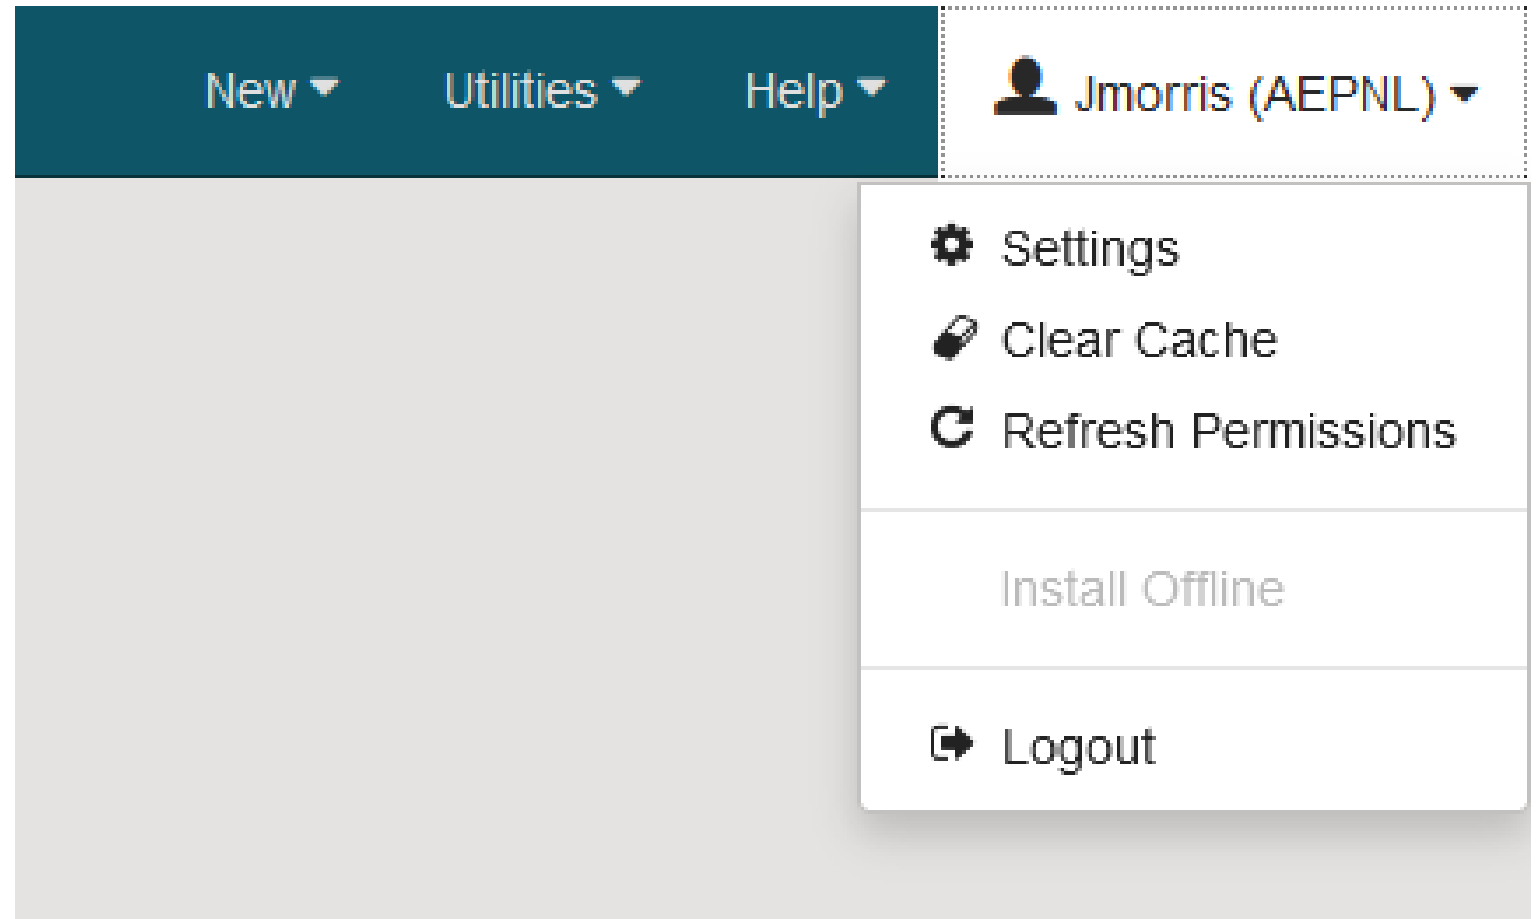 New Utilities Help Jmorris (AEPNL)
Settings
Clear Cache
Refresh Permissions
Install Offline
Logout